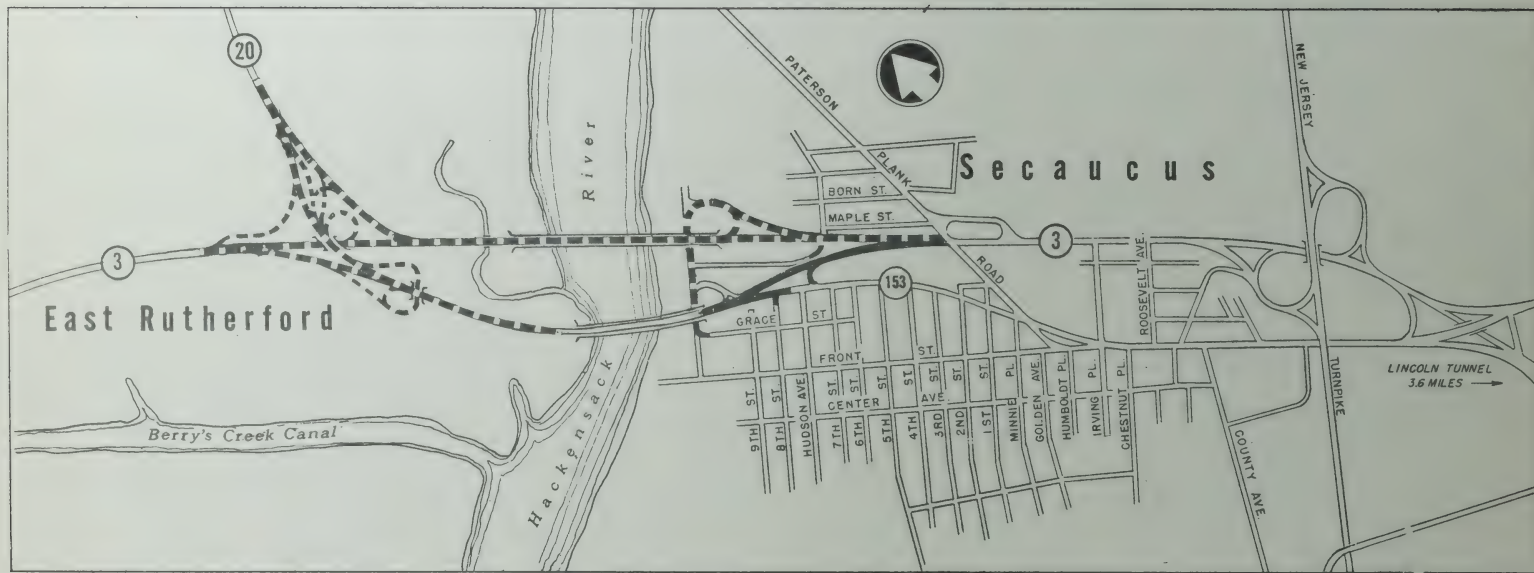 20
3
East Rutherford
Berry's Creek Canal
Hackensack
River
PATERSON
PLANK
ROAD
Secaucus
BORN ST.
MAPLE ST.
3
153
GRACE ST
FRONT ST.
CENTER AVE.
9TH ST.
8TH ST.
HUDSON AVE.
7TH ST.
6TH ST.
5TH ST.
4TH ST.
3RD ST.
2ND ST.
1ST ST.
MINNIE PL.
GOLDEN AVE.
HUMBOLDT PL.
IRVING PL.
CHESTNUT PL.
ROOSEVELT AVE.
COUNTY AVE.
NEW JERSEY
TURNPIKE
LINCOLN TUNNEL
3.6 MILES